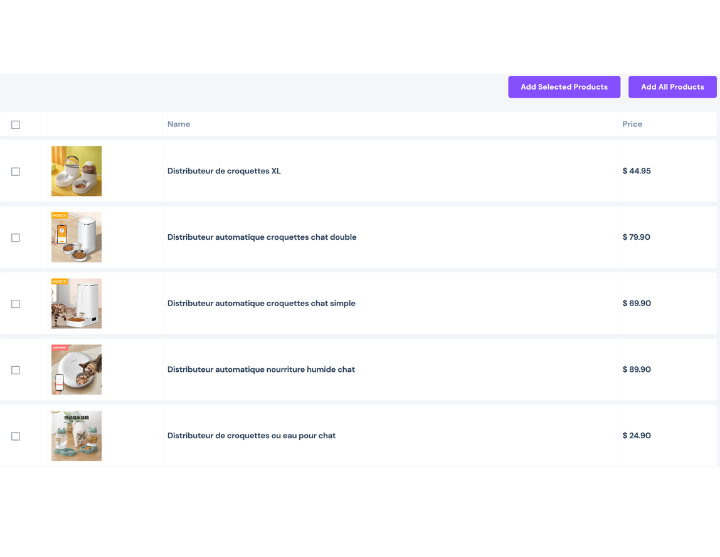 Add Selected Products
Add All Products
Name Price
Distributeur de croquettes XL $ 44.95
Distributeur automatique croquettes chat double $ 79.90
Distributeur automatique croquettes chat simple $ 69.90
Distributeur automatique nourriture humide chat $ 89.90
Distributeur de croquettes ou eau pour chat $ 24.90